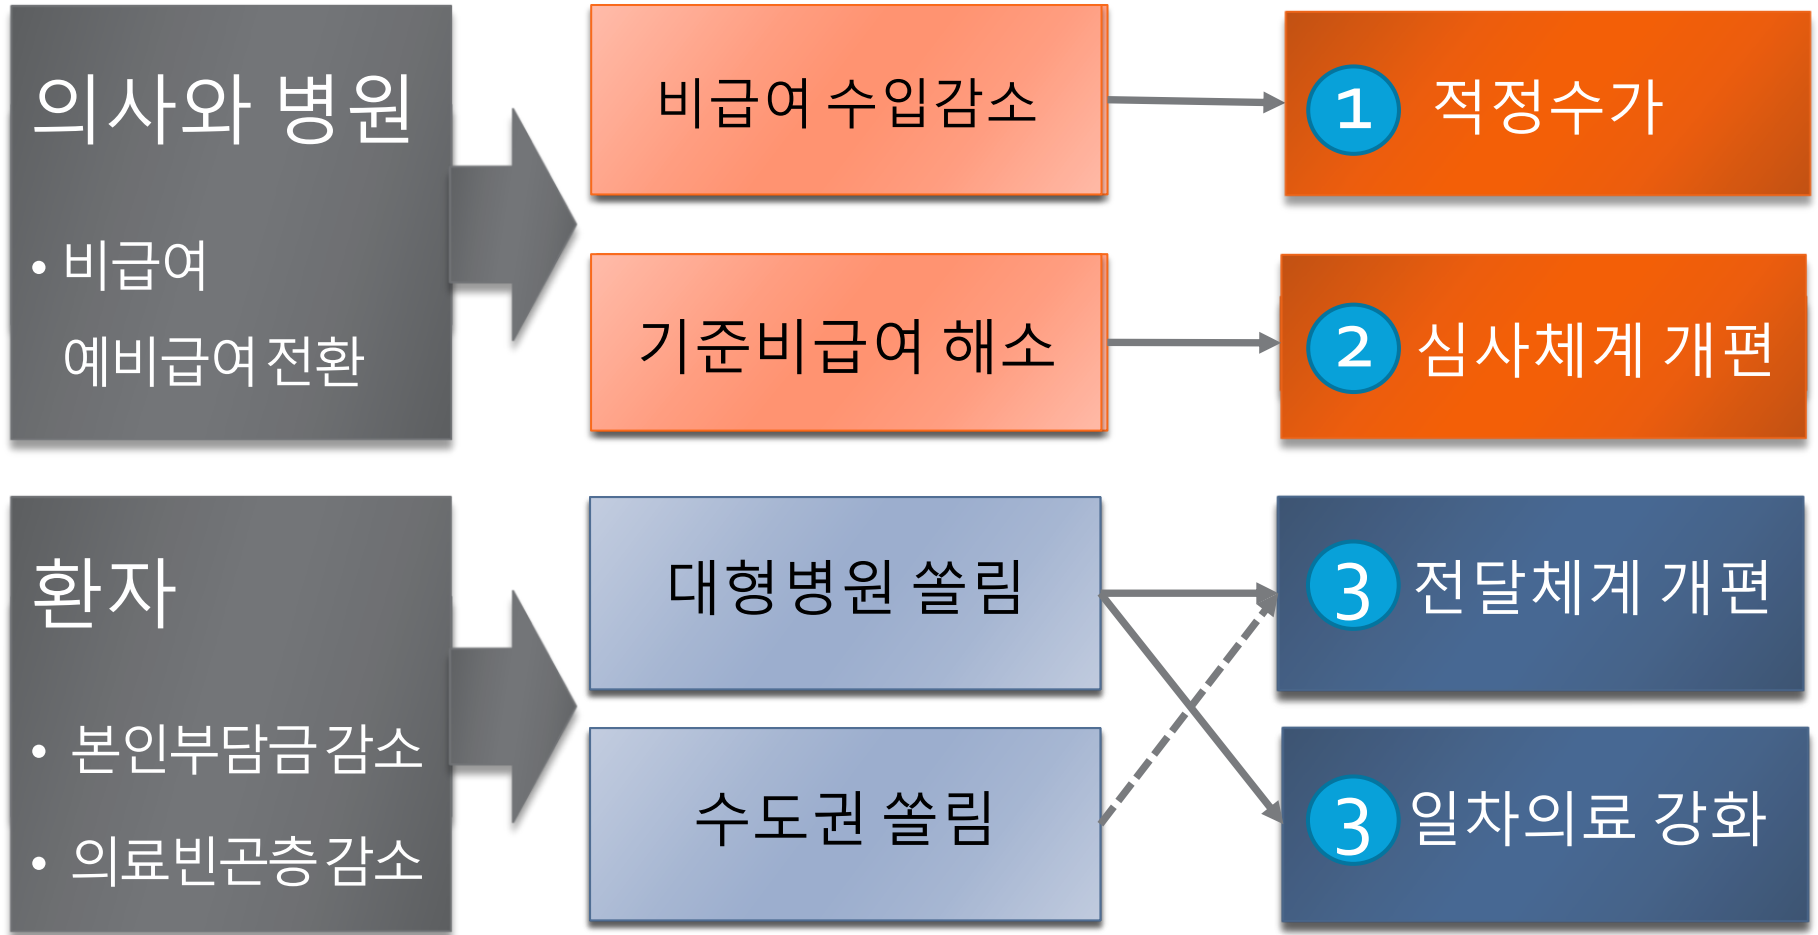 의사와 병원
• 비급여
예비급여 전환
비급여 수입감소
1 적정수가
기준비급여 해소
2 심사체계 개편
환자
• 본인부담금 감소
• 의료빈곤층 감소
대형병원 쏠림
3 전달체계 개편
수도권 쏠림
3 일차의료 강화